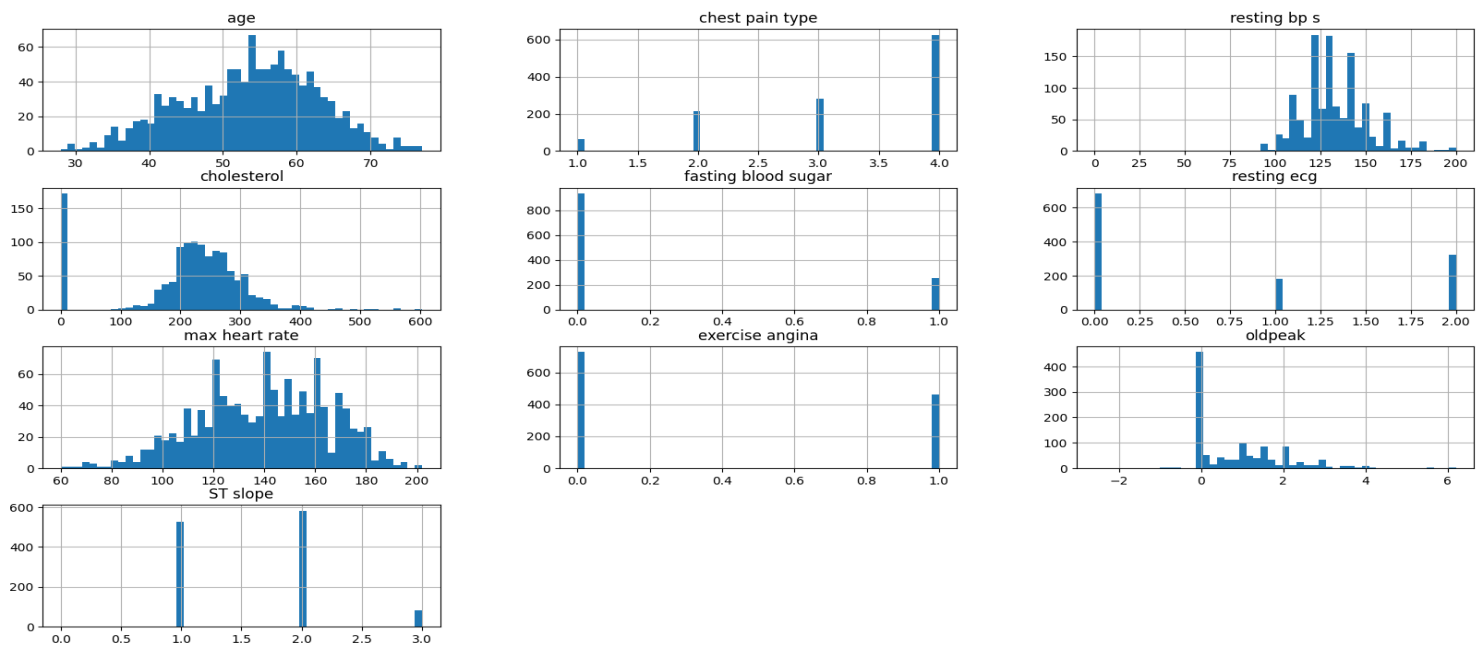 age
60
40
20
0
30 40 50 60 70
chest pain type
600
400
200
0
1.0 1.5 2.0 2.5 3.0 3.5 4.0
resting bp s
150
100
50
0
0 25 50 75 100 125 150 175 200
cholesterol
150
100
50
0
0 100 200 300 400 500 600
fasting blood sugar
800
600
400
200
0
0.0 0.2 0.4 0.6 0.8 1.0
resting ecg
600
400
200
0
0.00 0.25 0.50 0.75 1.00 1.25 1.50 1.75 2.00
max heart rate
60
40
20
0
60 80 100 120 140 160 180 200
exercise angina
600
400
200
0
0.0 0.2 0.4 0.6 0.8 1.0
oldpeak
400
300
200
100
0
−2 0 2 4 6
ST slope
600
400
200
0
0.0 0.5 1.0 1.5 2.0 2.5 3.0